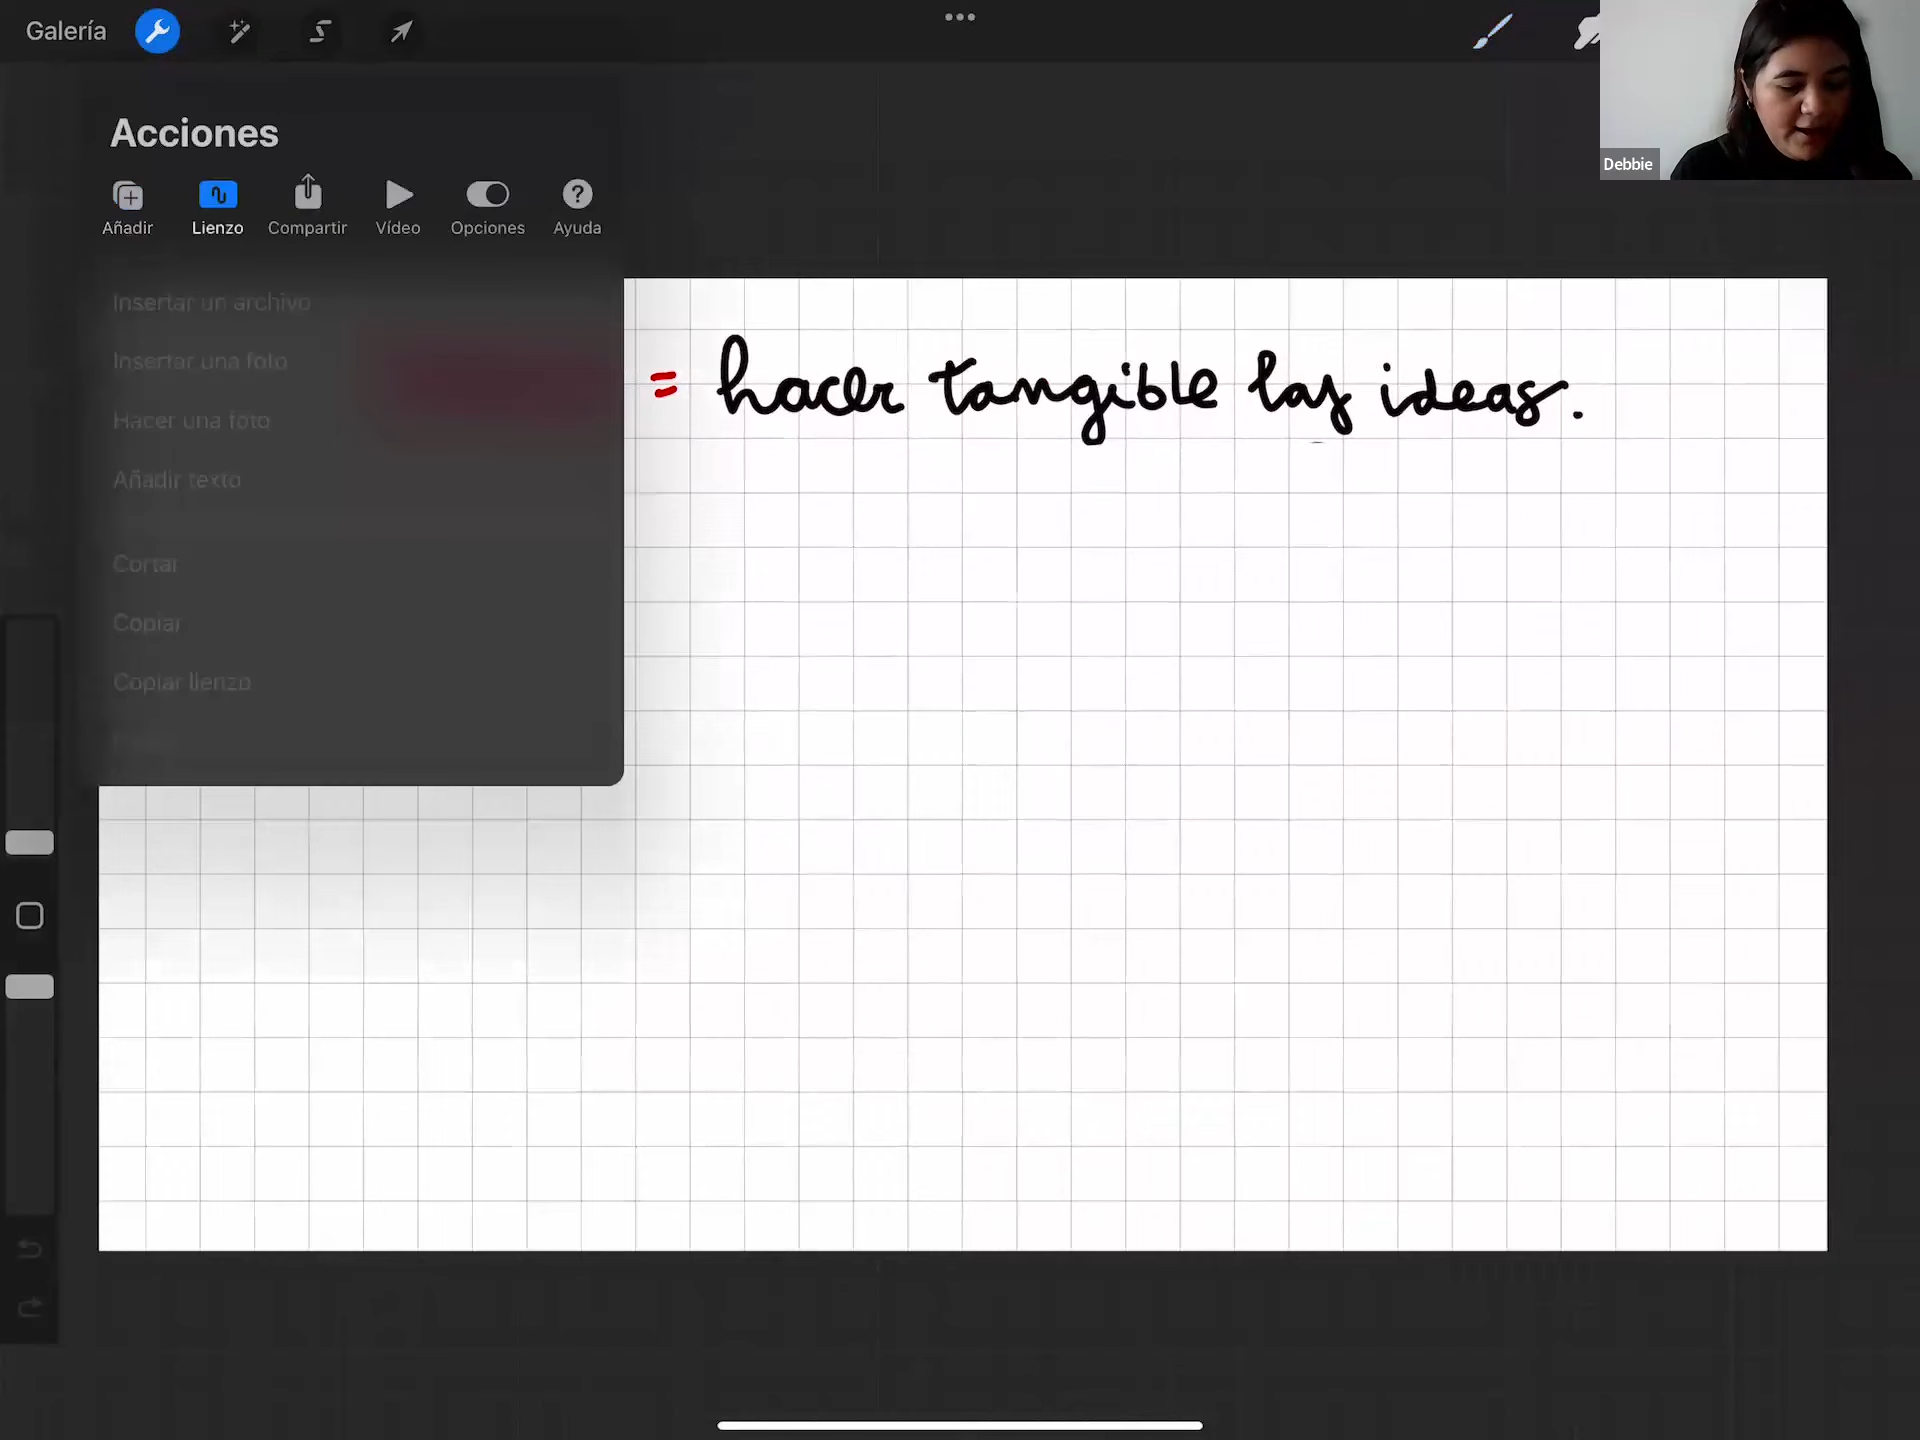 Galería
Debbie
Acciones
Añadir Lienzo Compartir Vídeo Opciones Ayuda
Insertar un archivo
Insertar una foto
Hacer una foto
Añadir texto
Cortar
Copiar
Copiar lienzo
= hacer tangible las ideas.